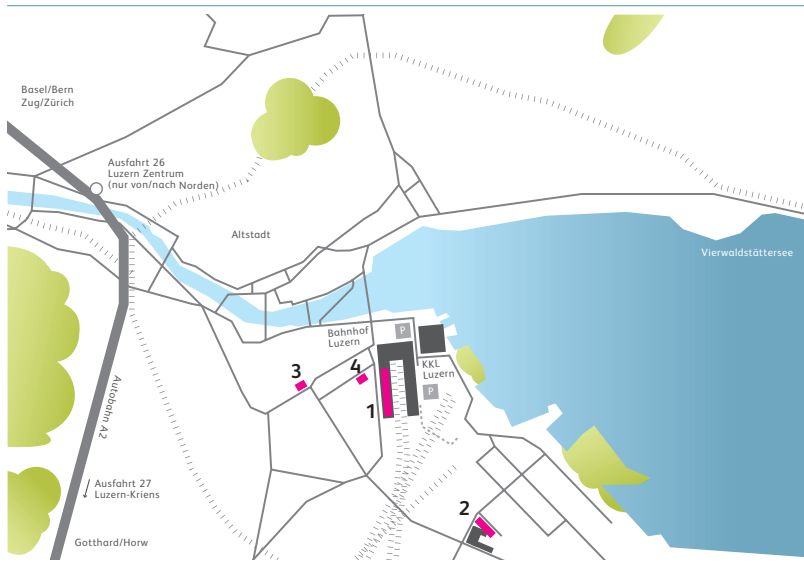 Basel/Bern
Zug/Zürich
Ausfahrt 26
Luzern Zentrum
(nur von/nach Norden)
Altstadt
Vierwaldstättersee
Bahnhof
Luzern
P
KKL
Luzern
P
3
4
1
Autobahn A2
Ausfahrt 27
Luzern-Kriens
2
Gotthard/Horw